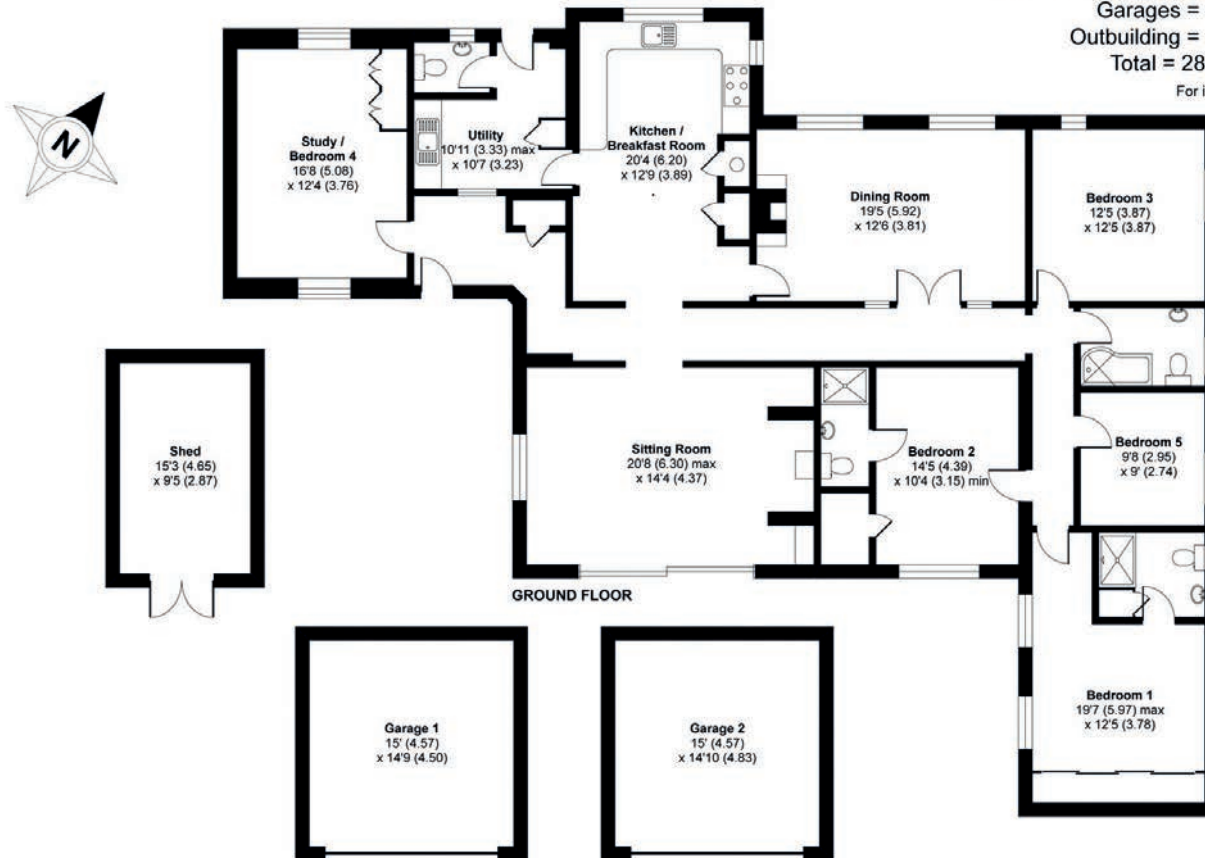 Garages =
Outbuilding =
Total = 28
For i
N
Study /
Bedroom 4
16'8 (5.08)
x 12'4 (3.76)
Utility
10'11 (3.33) max
x 10'7 (3.23)
Kitchen /
Breakfast Room
20'4 (6.20)
x 12'9 (3.89)
Dining Room
19'5 (5.92)
x 12'6 (3.81)
Bedroom 3
12'5 (3.87)
x 12'5 (3.87)
Shed
15'3 (4.65)
x 9'5 (2.87)
Sitting Room
20'8 (6.30) max
x 14'4 (4.37)
Bedroom 2
14'5 (4.39)
x 10'4 (3.15) min
Bedroom 5
9'8 (2.95)
x 9' (2.74)
GROUND FLOOR
Garage 1
15' (4.57)
x 14'9 (4.50)
Garage 2
15' (4.57)
x 14'10 (4.83)
Bedroom 1
19'7 (5.97) max
x 12'5 (3.78)